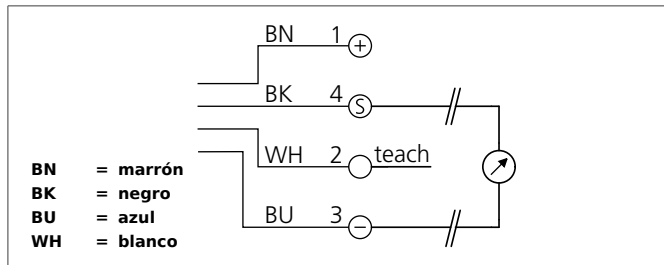 BN 1 +
BK 4 S
WH 2 teach
BU 3 −
BN = marrón
BK = negro
BU = azul
WH = blanco